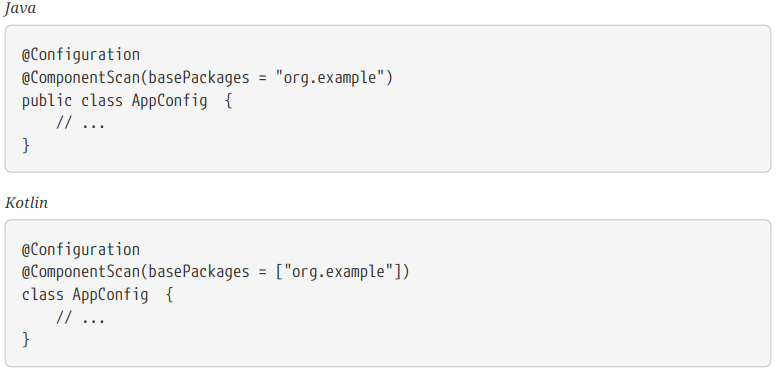 Java
@Configuration
@ComponentScan(basePackages = "org.example")
public class AppConfig  {
    // ...
}
Kotlin
@Configuration
@ComponentScan(basePackages = ["org.example"])
class AppConfig  {
    // ...
}